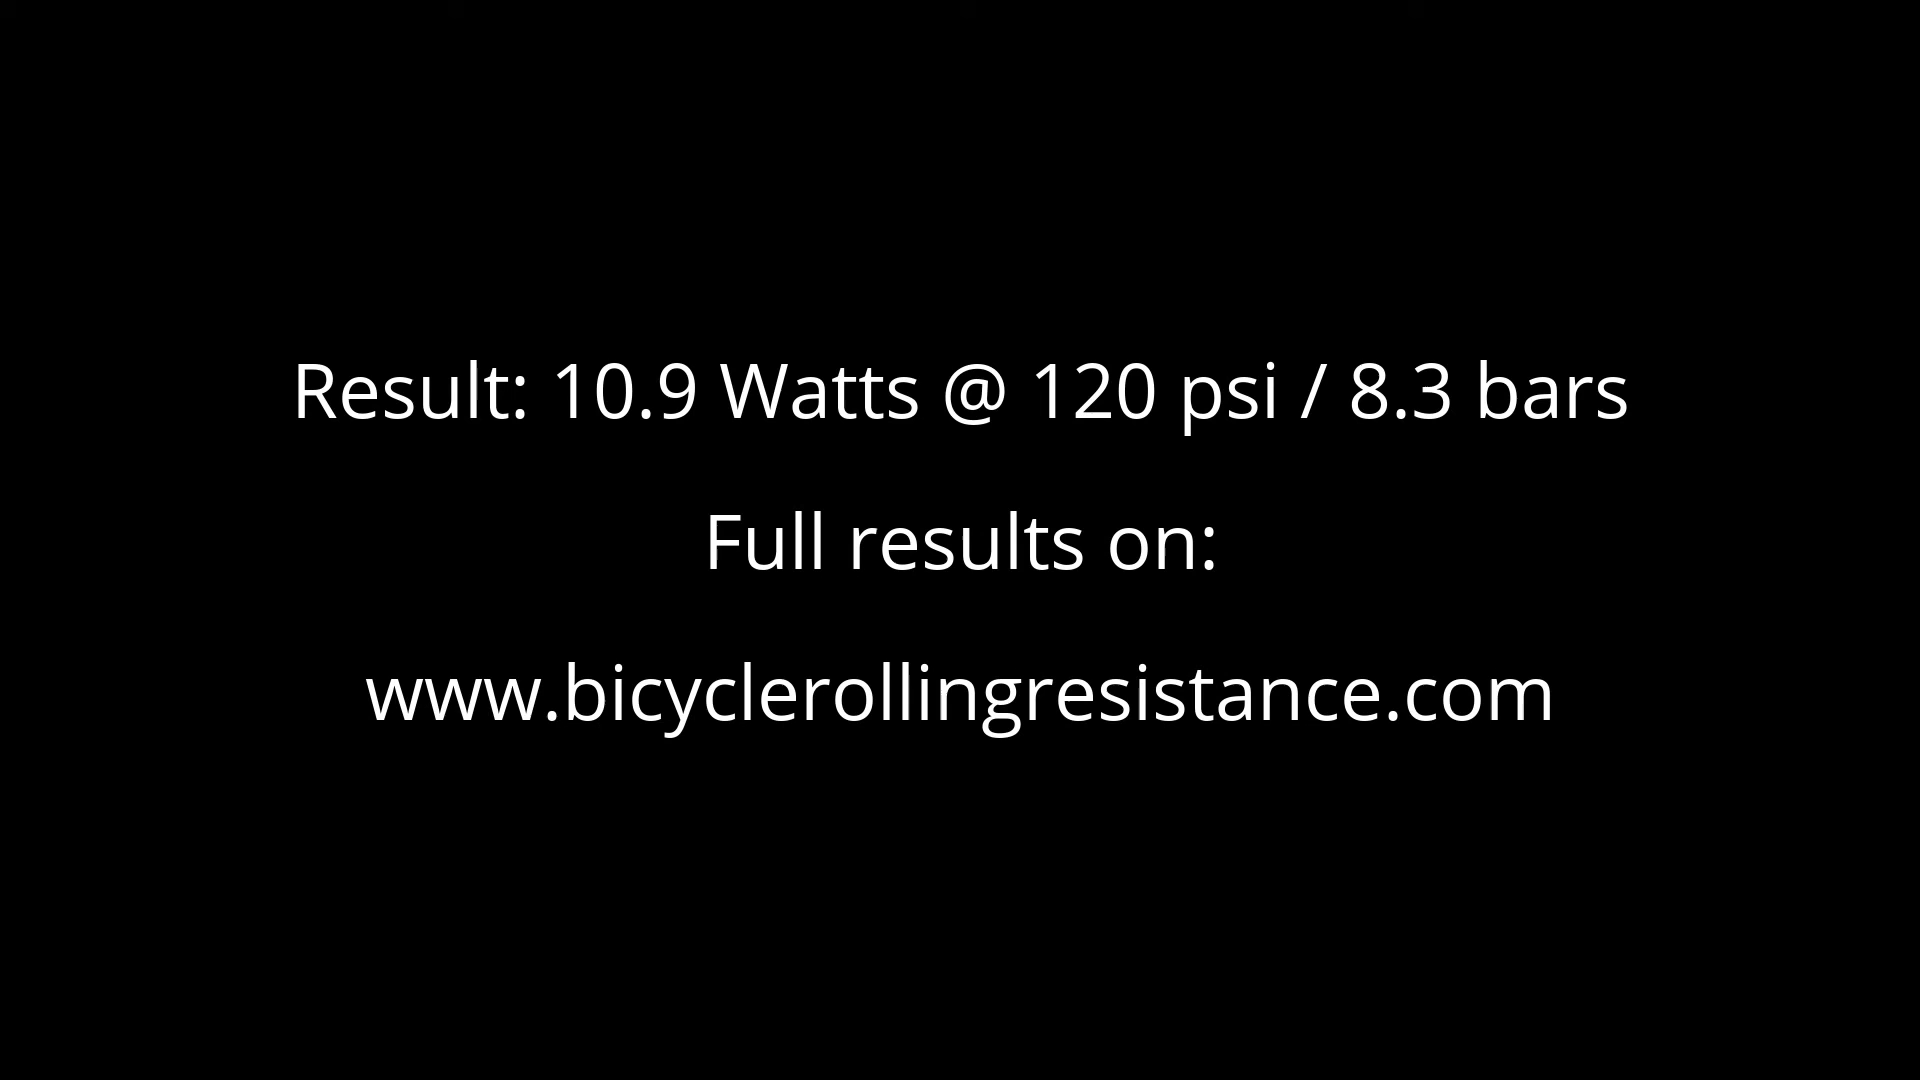 Result: 10.9 Watts @ 120 psi / 8.3 bars
Full results on:
www.bicyclerollingresistance.com